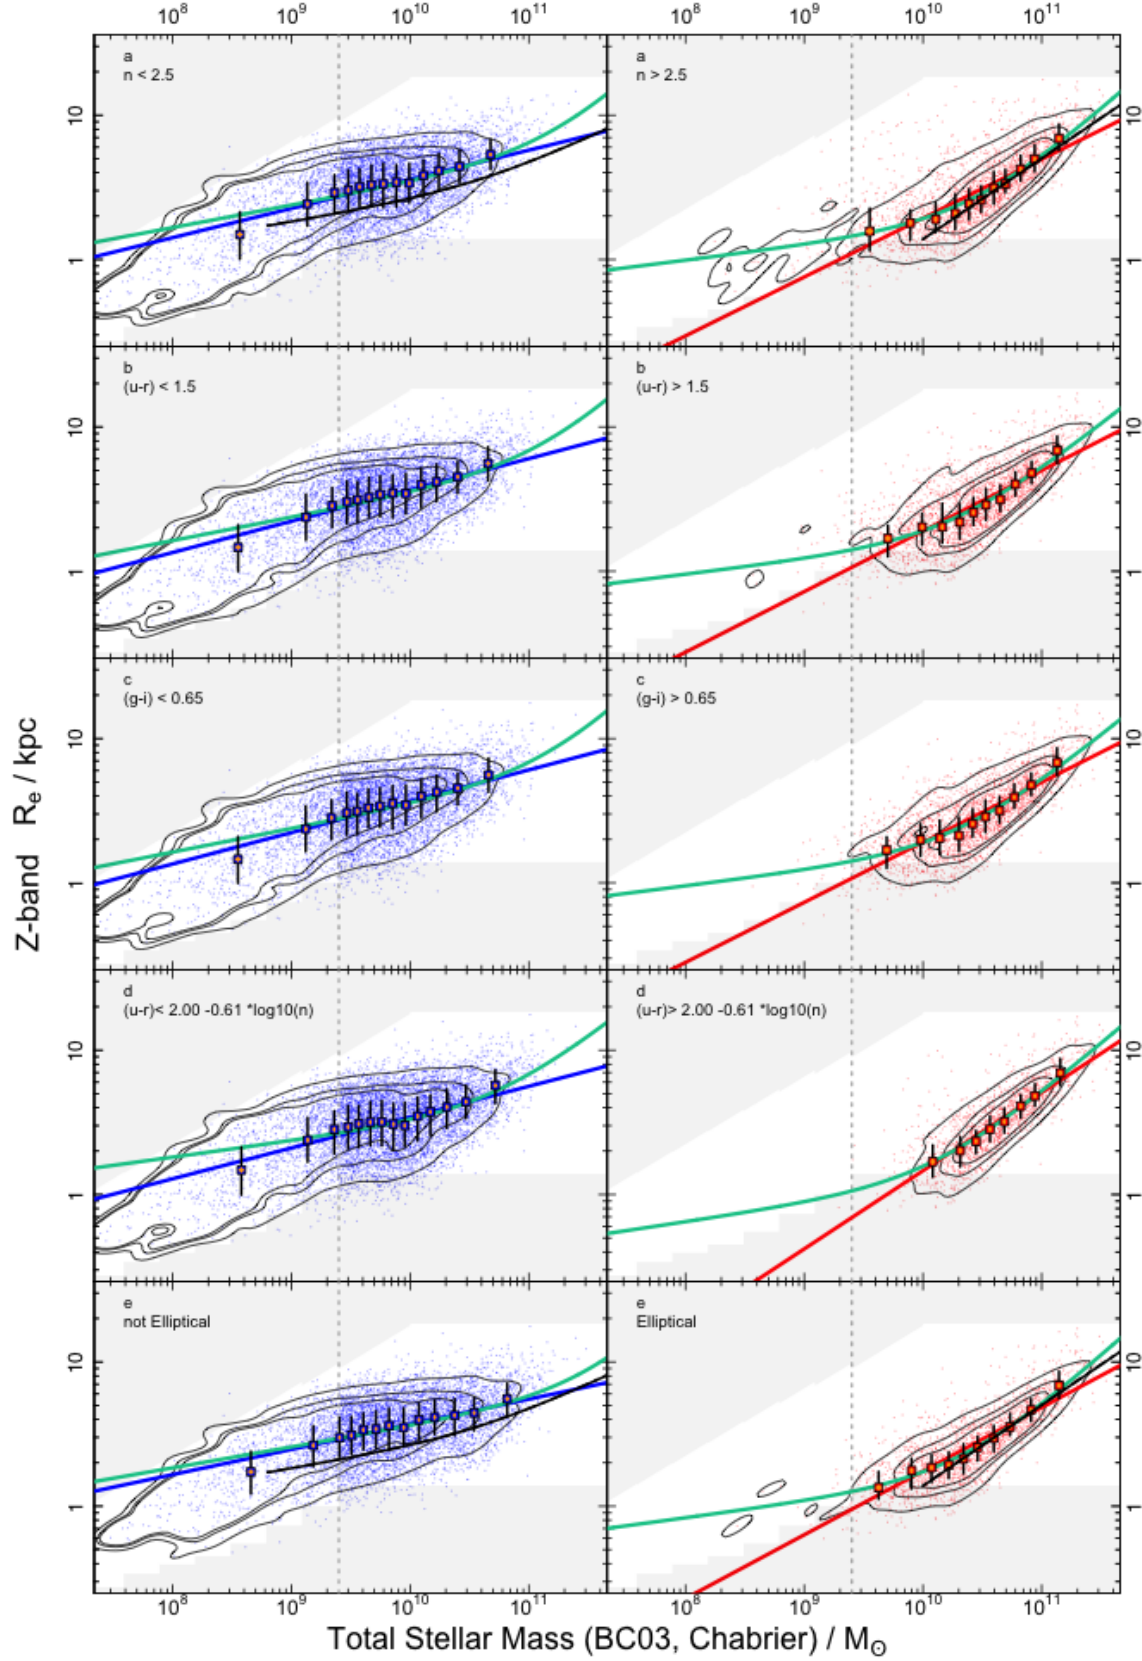 10⁸ 10⁹ 10¹⁰ 10¹¹ 10⁸ 10⁹ 10¹⁰ 10¹¹
a
n < 2.5
a
n > 2.5
10
1
10
1
b
(u-r) < 1.5
b
(u-r) > 1.5
10
1
10
1
c
(g-i) < 0.65
c
(g-i) > 0.65
10
1
10
1
d
(u-r)< 2.00 -0.61 *log10(n)
d
(u-r)> 2.00 -0.61 *log10(n)
10
1
10
1
e
not Elliptical
e
Elliptical
10
1
10
1
Z-band Rₑ / kpc
10⁸ 10⁹ 10¹⁰ 10¹¹ 10⁸ 10⁹ 10¹⁰ 10¹¹
Total Stellar Mass (BC03, Chabrier) / M⊙